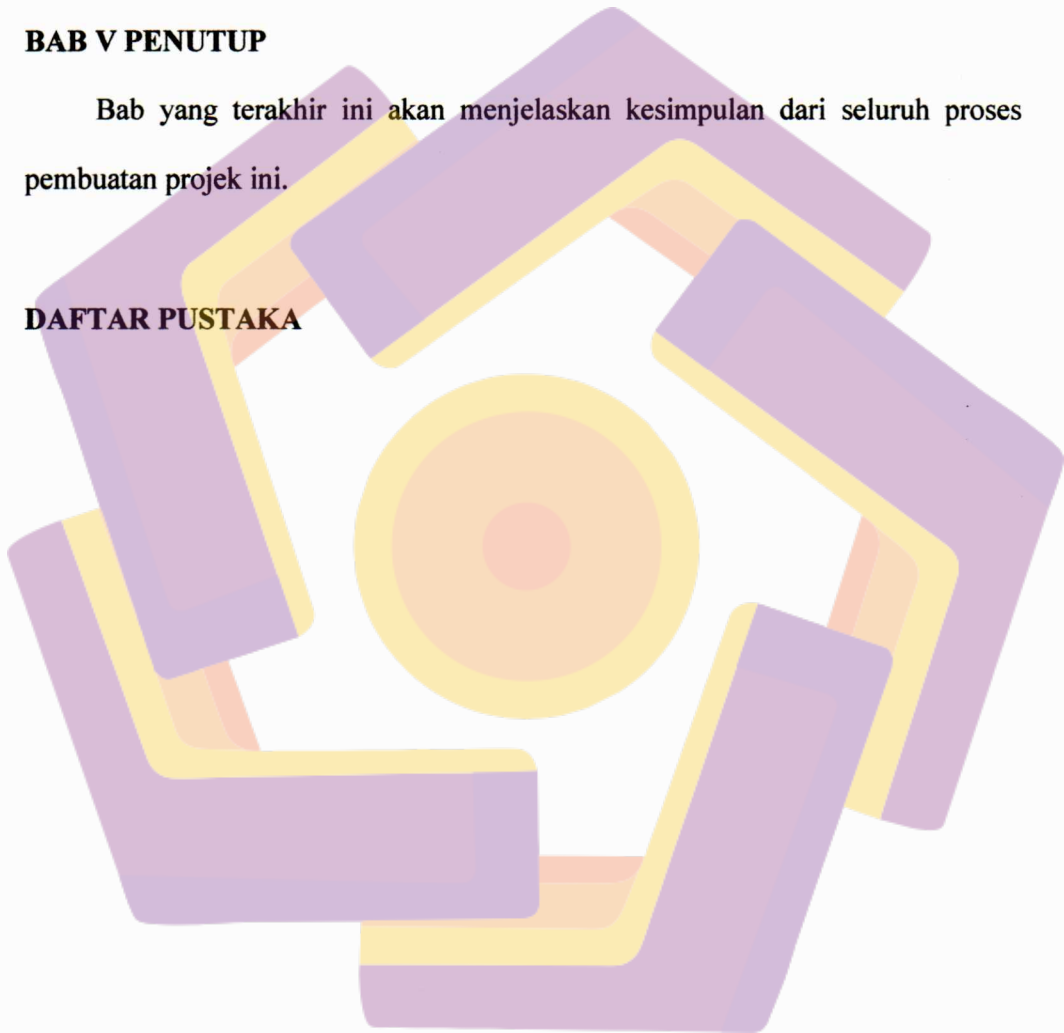 BAB V PENUTUP
Bab yang terakhir ini akan menjelaskan kesimpulan dari seluruh proses
pembuatan projek ini.
DAFTAR PUSTAKA